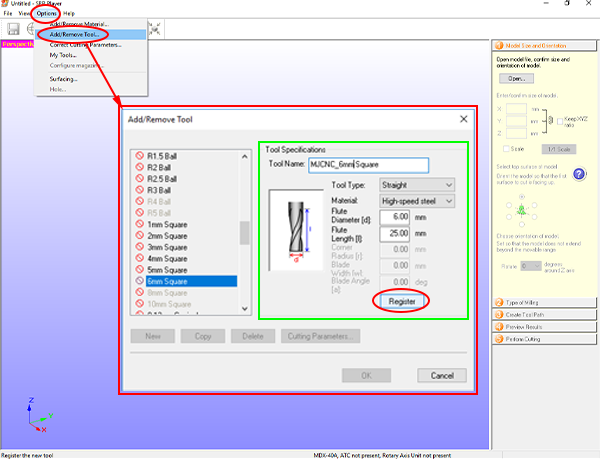 Untitled - SRP Player
File View Options Help
Add/Remove Material...
Add/Remove Tool...
Correct Cutting Parameters...
My Tools...
Configure magazine...
Surfacing...
Hole...
Perspective
Add/Remove Tool
R1.5 Ball
R2 Ball
R2.5 Ball
R3 Ball
R4 Ball
R5 Ball
1mm Square
2mm Square
3mm Square
4mm Square
5mm Square
6mm Square
8mm Square
10mm Square
New
Copy
Delete
Cutting Parameters...
Tool Specifications
Tool Name: MJCNC_6mm Square
Tool Type: Straight
Material: High-speed steel
Flute Diameter [d] 6.00 mm
Flute Length [l]: 25.00 mm
Corner Radius [r] 0.00 mm
Blade Width [w] 0.00 mm
Blade Angle [a] 0.00 deg
l
d
Register
OK
Cancel
Model Size and Orientation
Open model file, confirm size and
orientation of model.
Open...
Enter/confirm size of model.
X
mm
Y
mm
Z
mm
Keep XYZ
ratio
Scale
1/1 Scale
Select top surface of model
Orient the model so that the first
surface to cut is facing up.
Choose orientation of model.
Set so that the model does not extend
beyond the movable range.
Rotate 0 degrees
around Z axis
Type of Milling
Create Tool Path
Preview Results
Perform Cutting
Z
Y
X
Register the new tool
MDX-40A, ATC not present, Rotary Axis Unit not present